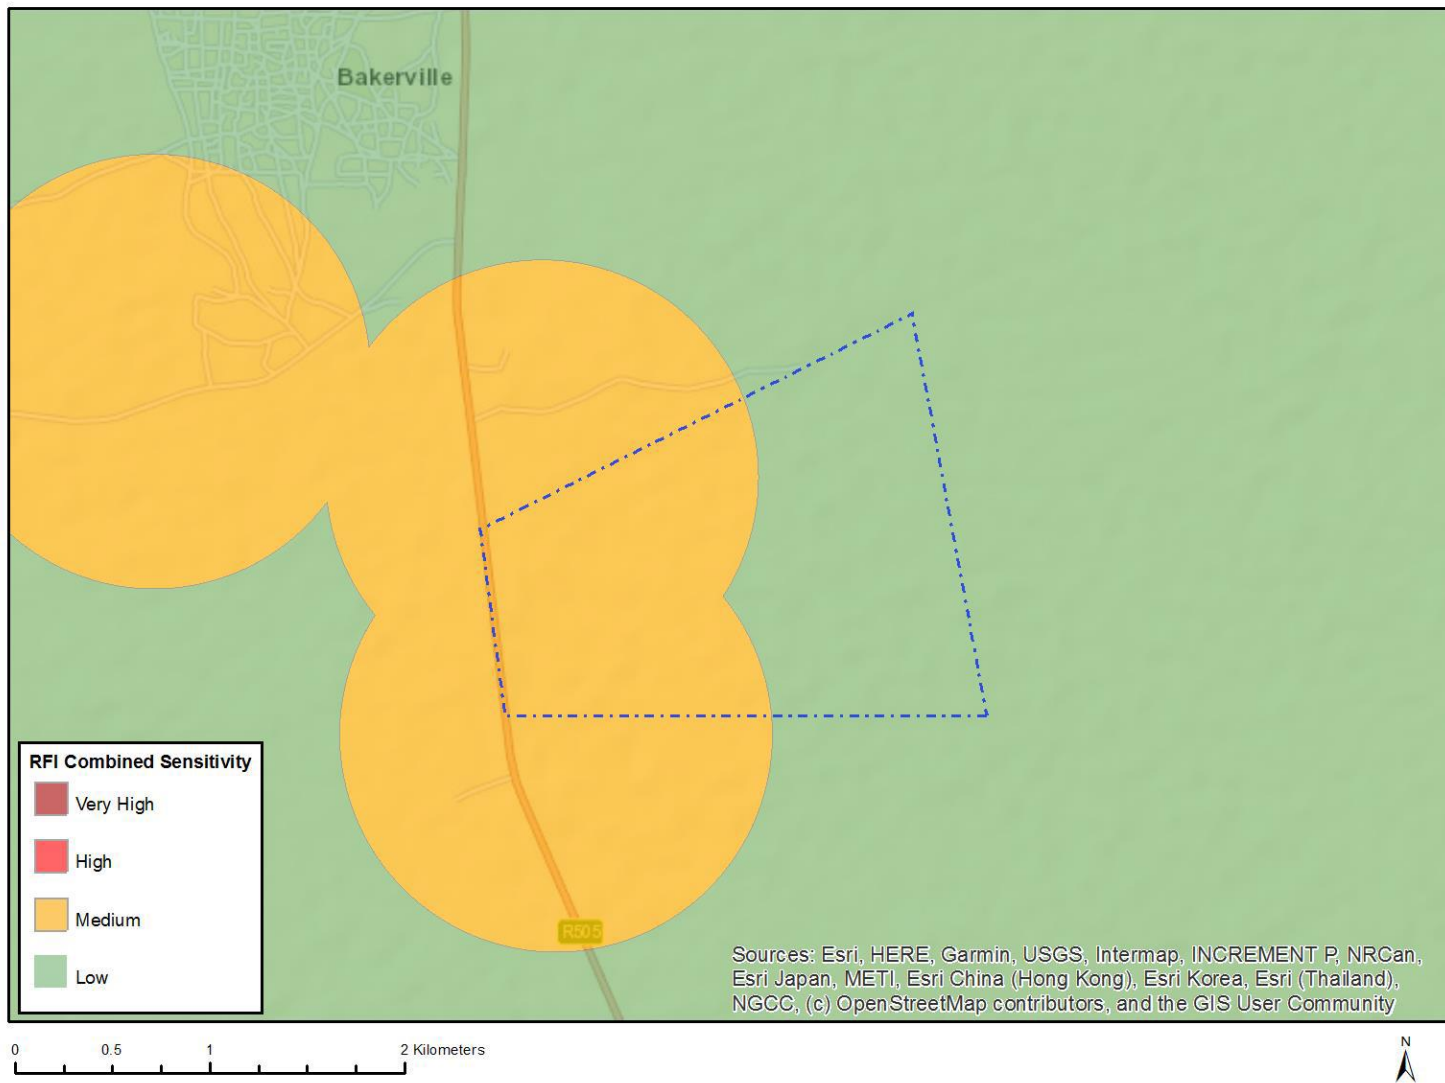 Bakerville
RFI Combined Sensitivity
Very High
High
Medium
Low
R505
Sources: Esri, HERE, Garmin, USGS, Intermap, INCREMENT P, NRCan,
Esri Japan, METI, Esri China (Hong Kong), Esri Korea, Esri (Thailand),
NGCC, (c) OpenStreetMap contributors, and the GIS User Community
0 0.5 1 2 Kilometers
N